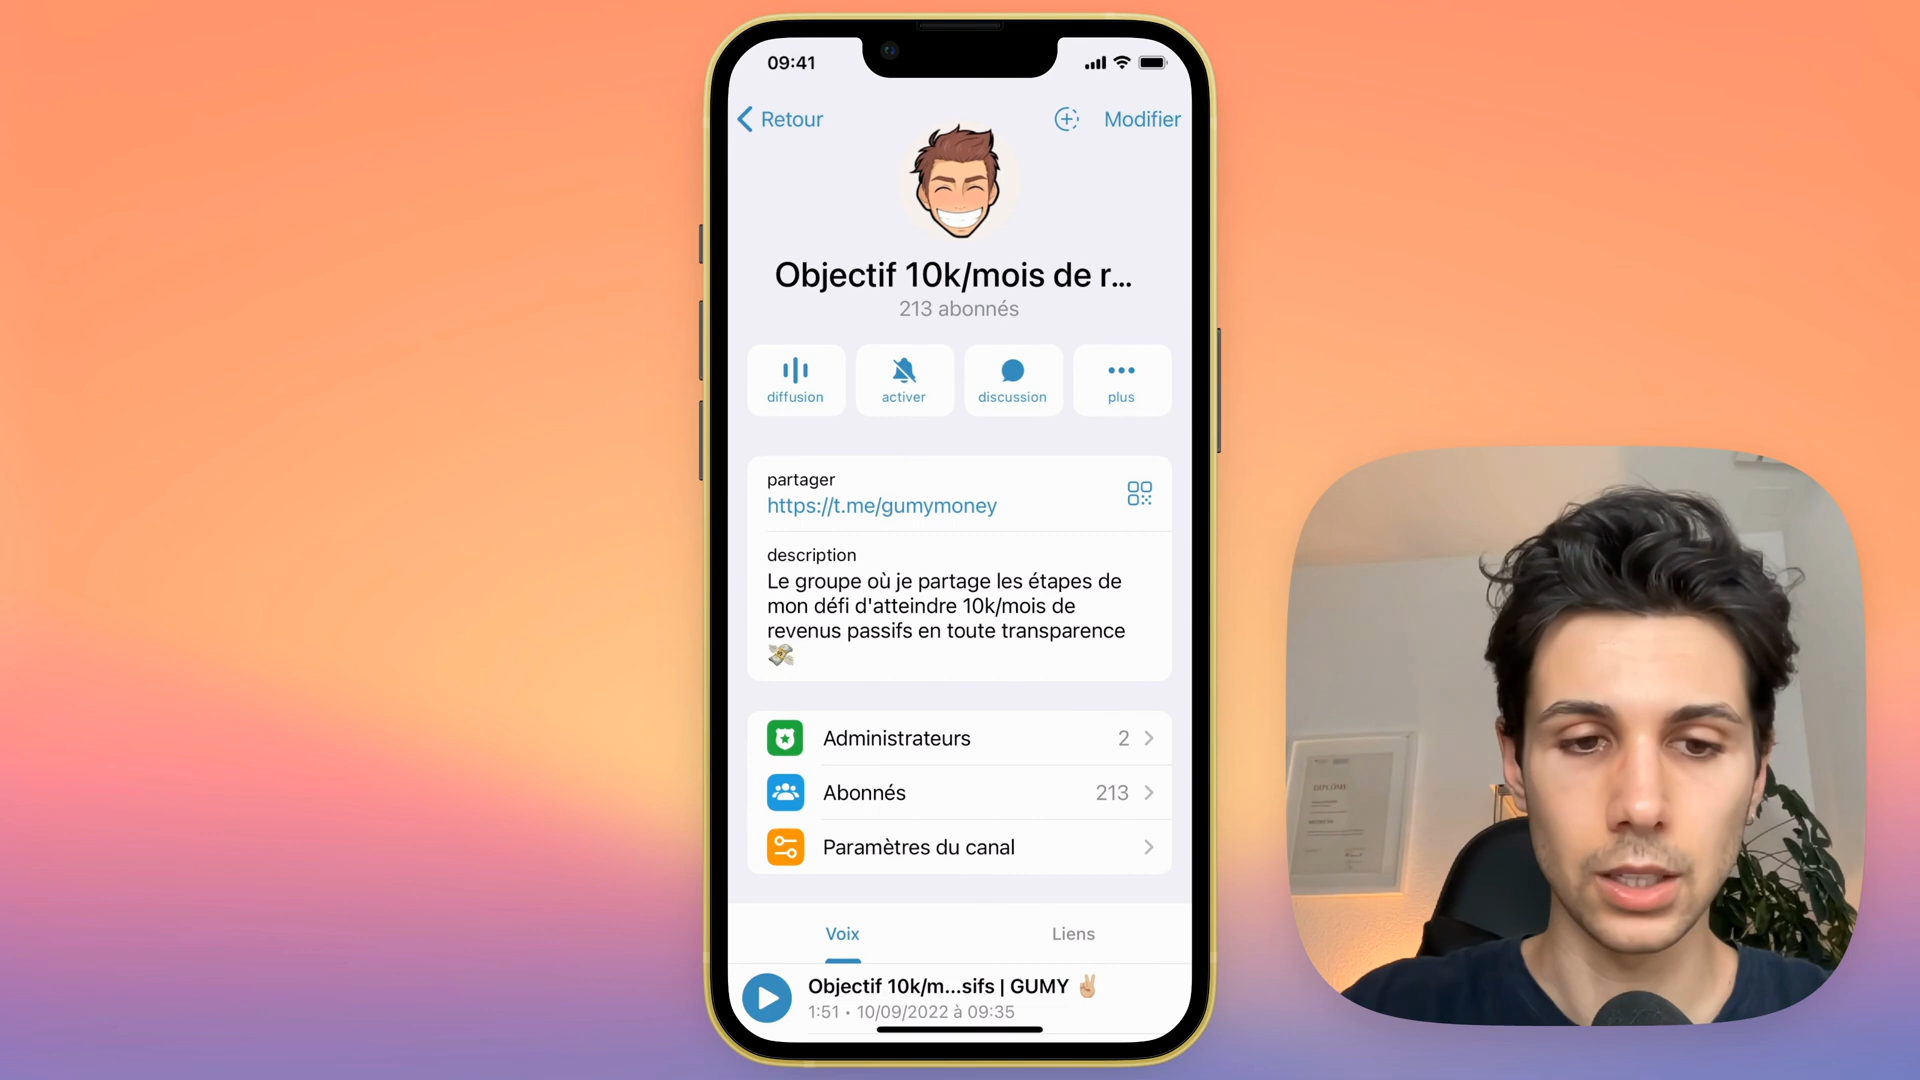 09:41
Retour
Modifier
Objectif 10k/mois de r...
213 abonnés
diffusion
activer
discussion
plus
partager
https://t.me/gumymoney
description
Le groupe où je partage les étapes de
mon défi d'atteindre 10k/mois de
revenus passifs en toute transparence
💸
Administrateurs 2
Abonnés 213
Paramètres du canal
Voix
Liens
Objectif 10k/m...sifs | GUMY ✌🏼
1:51 • 10/09/2022 à 09:35
DIPLÔME